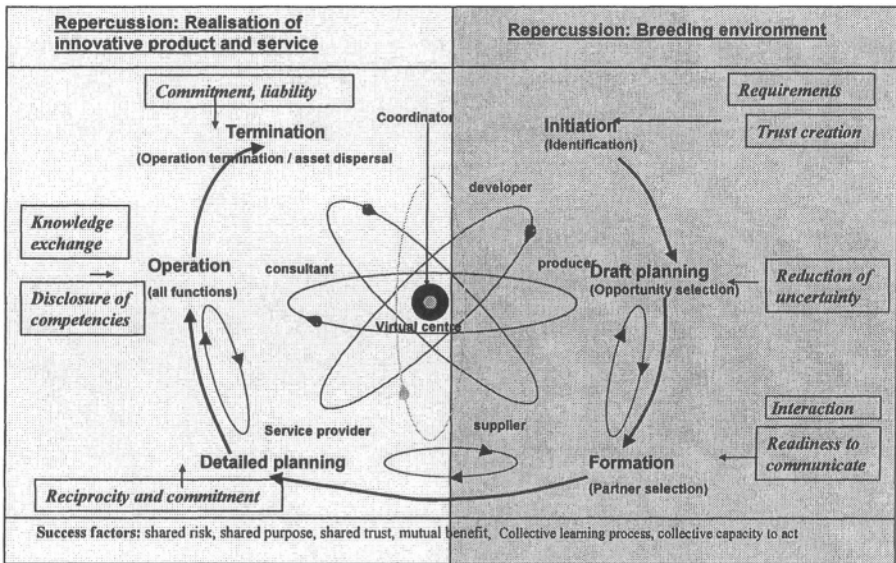 Repercussion: Realisation of
innovative product and service
Repercussion: Breeding environment
Commitment, liability
Requirements
Coordinator
Termination
Initiation
Trust creation
(Operation termination / asset dispersal
(Identification)
developer
Knowledge
exchange
Operation
consultant
producer
Draft planning
(all functions)
(Opportunity selection)
Reduction of
uncertainty
Disclosure of
competencies
Virtual centre
Interaction
Service provider
supplier
Readiness to
communicate
Detailed planning
Formation
(Partner selection)
Reciprocity and commitment
Success factors: shared risk, shared purpose, shared trust, mutual benefit, Collective learning process, collective capacity to act